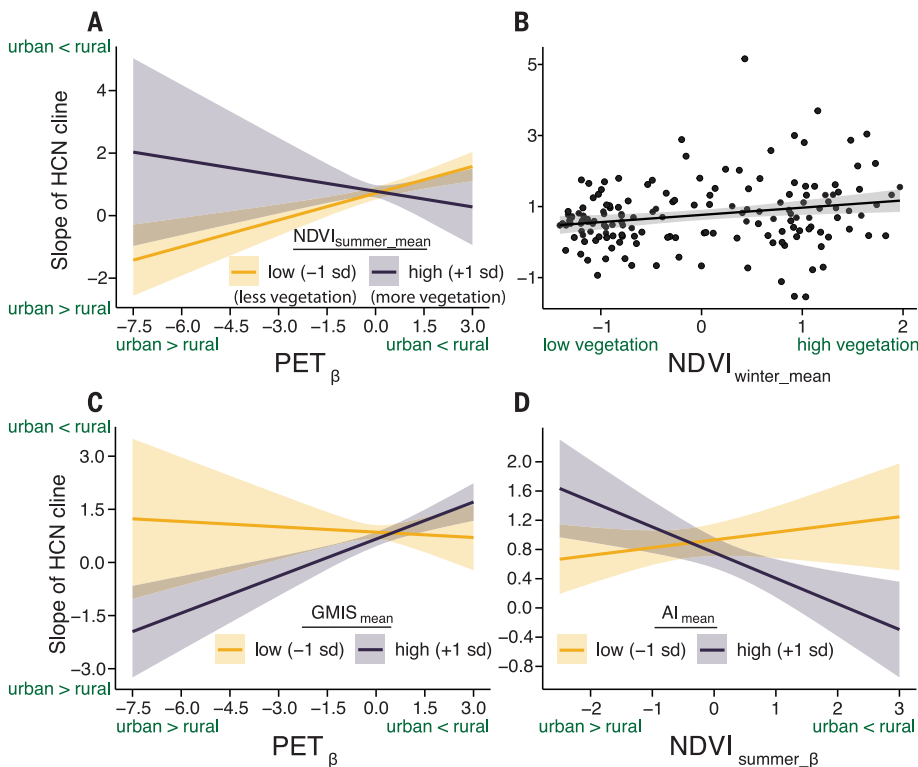 A
urban < rural
Slope of HCN cline
4
2
0
−2
NDVIsummer_mean
low (−1 sd) high (+1 sd)
(less vegetation) (more vegetation)
urban > rural
−7.5 −6.0 −4.5 −3.0 −1.5 0.0 1.5 3.0
urban > rural urban < rural
PETβ
B
5
3
1
−1
−1 0 1 2
low vegetation high vegetation
NDVIwinter_mean
C
urban < rural
Slope of HCN cline
3.0
1.5
0.0
−1.5
−3.0
GMISmean
low (−1 sd) high (+1 sd)
urban > rural
−7.5 −6.0 −4.5 −3.0 −1.5 0.0 1.5 3.0
urban > rural urban < rural
PETβ
D
2.0
1.6
1.2
0.8
0.4
0.0
−0.4
−0.8
AImean
low (−1 sd) high (+1 sd)
−2 −1 0 1 2 3
urban > rural urban < rural
NDVIsummer_β